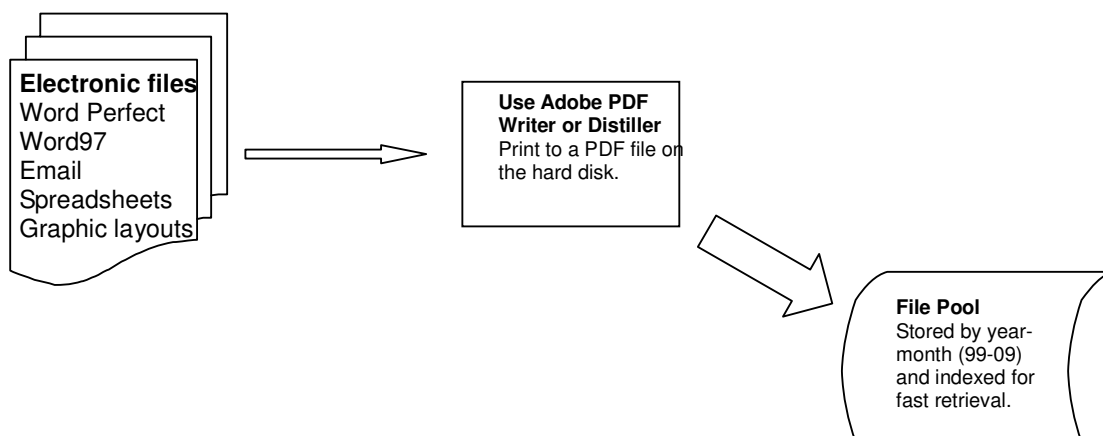 Electronic files
Word Perfect
Word97
Email
Spreadsheets
Graphic layouts
Use Adobe PDF
Writer or Distiller
Print to a PDF file on
the hard disk.
File Pool
Stored by year-
month (99-09)
and indexed for
fast retrieval.